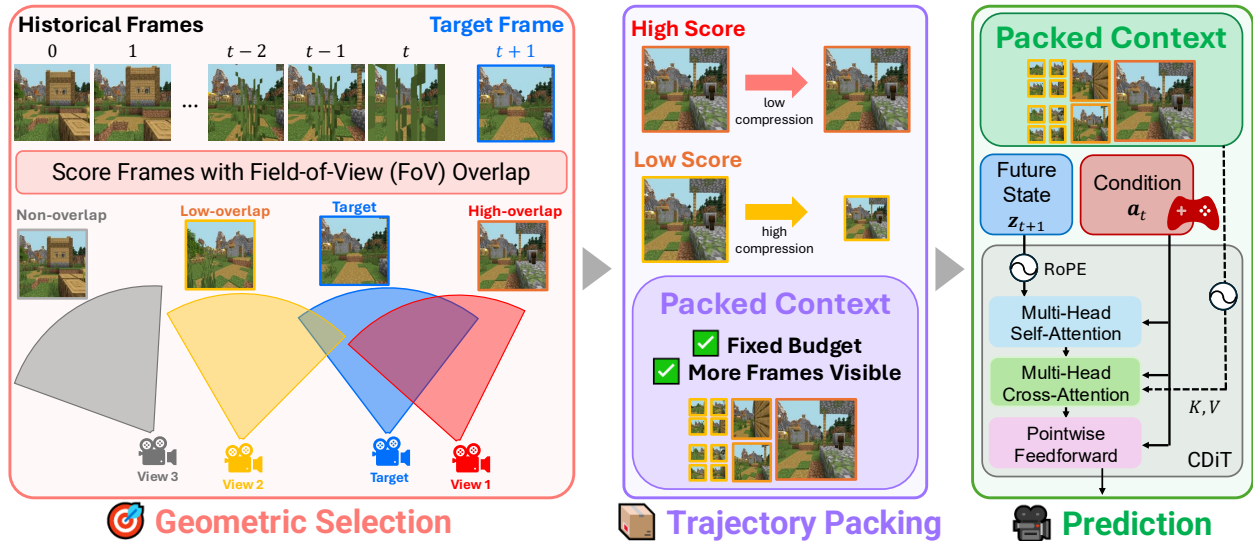 Historical Frames
Target Frame
0
1
t − 2
t − 1
t
t + 1
...
Score Frames with Field-of-View (FoV) Overlap
Non-overlap
Low-overlap
Target
High-overlap
View 3
View 2
Target
View 1
Geometric Selection
High Score
low
compression
Low Score
high
compression
Packed Context
Fixed Budget
More Frames Visible
Trajectory Packing
Packed Context
Future
State
z_{t+1}
Condition
a_t
RoPE
Multi-Head
Self-Attention
Multi-Head
Cross-Attention
K, V
Pointwise
Feedforward
CDiT
Prediction